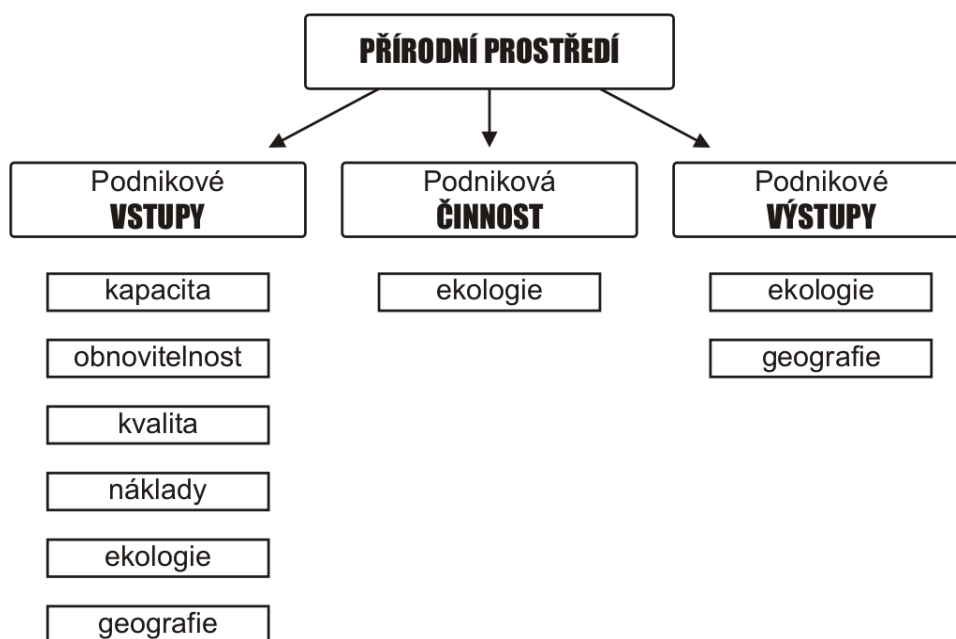 PŘÍRODNÍ PROSTŘEDÍ
Podnikové
VSTUPY
kapacita
obnovitelnost
kvalita
náklady
ekologie
geografie
Podniková
ČINNOST
ekologie
Podnikové
VÝSTUPY
ekologie
geografie